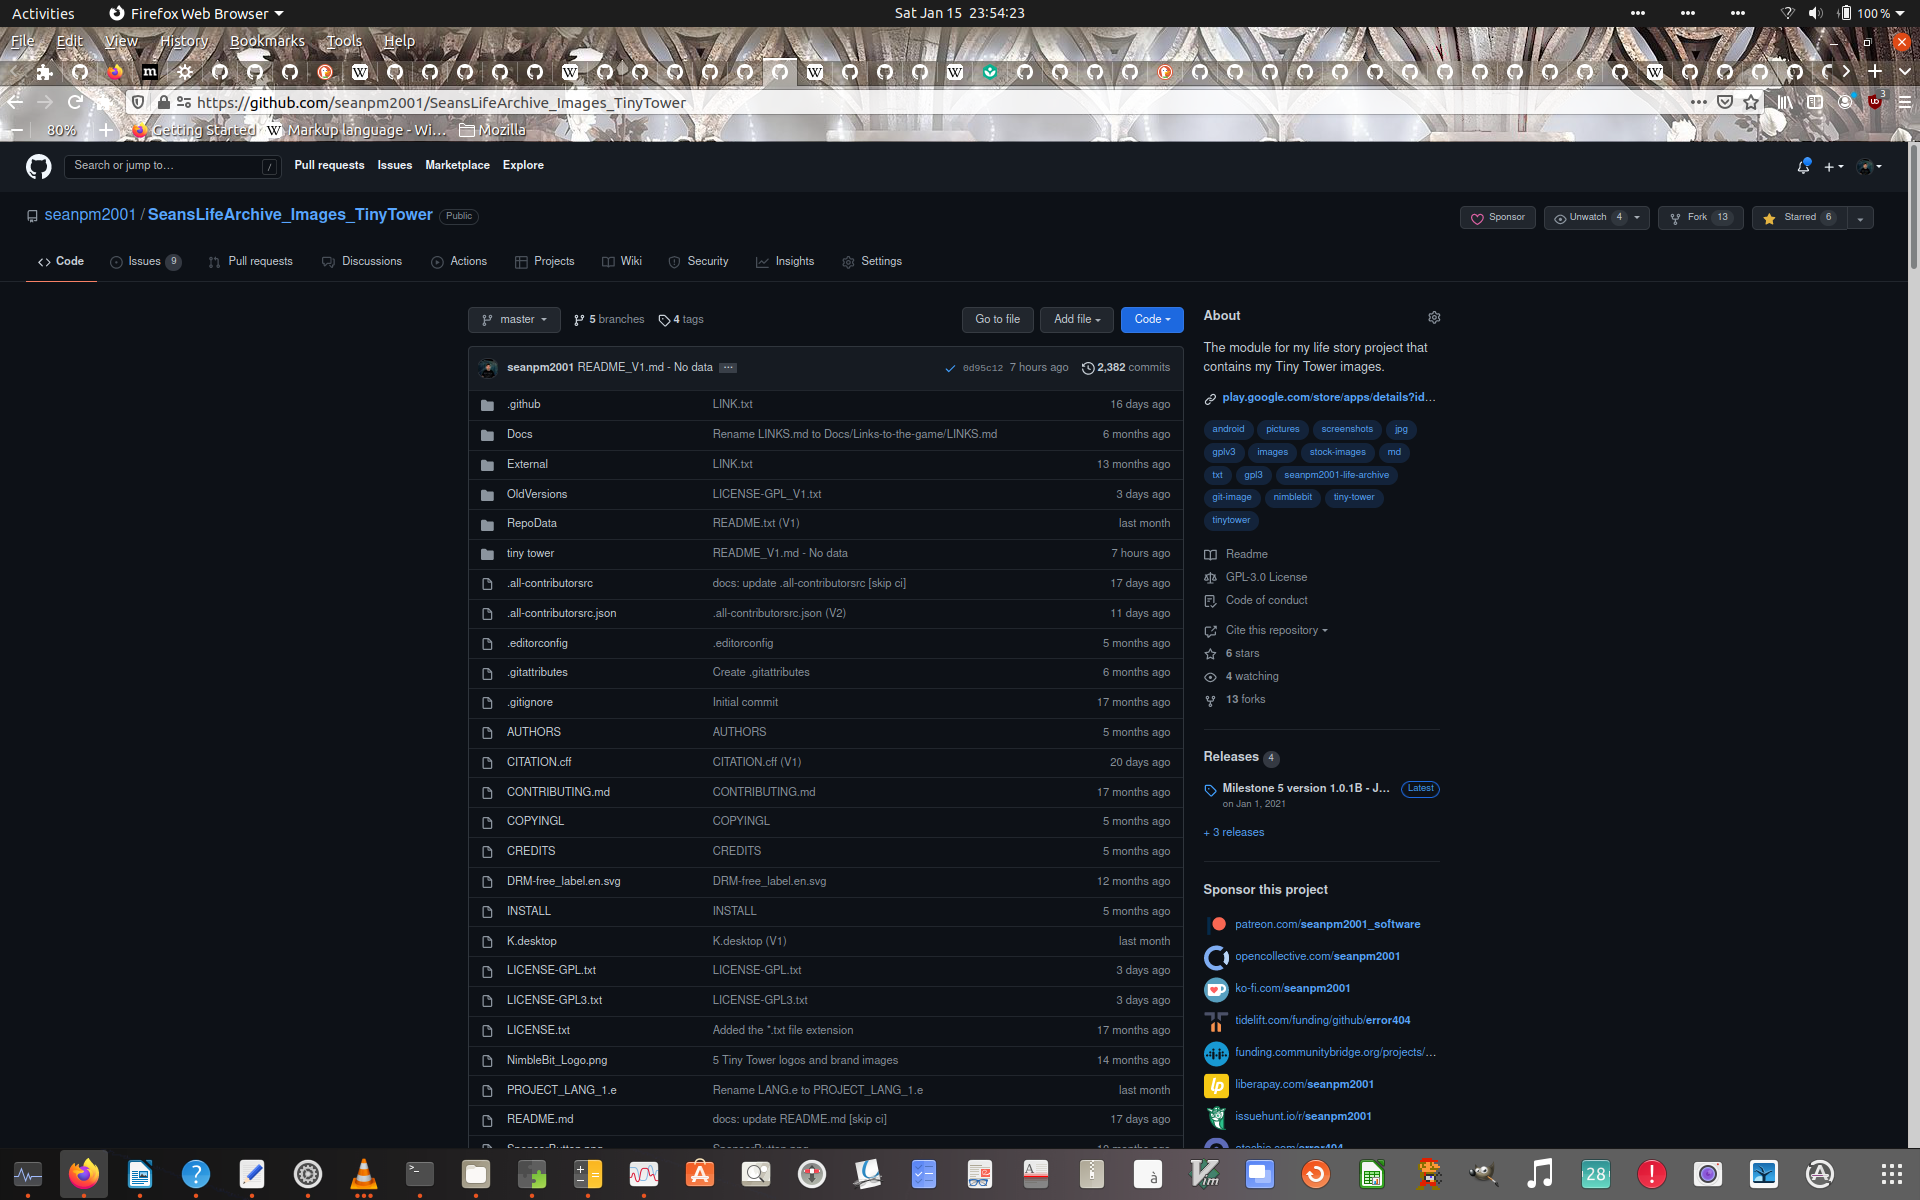 Activities Firefox Web Browser Sat Jan 15 23:54:23 100 %
File Edit View History Bookmarks Tools Help
https://github.com/seanpm2001/SeansLifeArchive_Images_TinyTower 3
80% Getting Started Markup language - Wi… Mozilla
Search or jump to… / Pull requests Issues Marketplace Explore
seanpm2001 / SeansLifeArchive_Images_TinyTower Public Sponsor Unwatch 4 Fork 13 Starred 6
Code Issues 9 Pull requests Discussions Actions Projects Wiki Security Insights Settings
master 5 branches 4 tags Go to file Add file Code
seanpm2001 README_V1.md - No data … 0d95c12 7 hours ago 2,382 commits
.github LINK.txt 16 days ago
Docs Rename LINKS.md to Docs/Links-to-the-game/LINKS.md 6 months ago
External LINK.txt 13 months ago
OldVersions LICENSE-GPL_V1.txt 3 days ago
RepoData README.txt (V1) last month
tiny tower README_V1.md - No data 7 hours ago
.all-contributorsrc docs: update .all-contributorsrc [skip ci] 17 days ago
.all-contributorsrc.json .all-contributorsrc.json (V2) 11 days ago
.editorconfig .editorconfig 5 months ago
.gitattributes Create .gitattributes 6 months ago
.gitignore Initial commit 17 months ago
AUTHORS AUTHORS 5 months ago
CITATION.cff CITATION.cff (V1) 20 days ago
CONTRIBUTING.md CONTRIBUTING.md 17 months ago
COPYINGL COPYINGL 5 months ago
CREDITS CREDITS 5 months ago
DRM-free_label.en.svg DRM-free_label.en.svg 12 months ago
INSTALL INSTALL 5 months ago
K.desktop K.desktop (V1) last month
LICENSE-GPL.txt LICENSE-GPL.txt 3 days ago
LICENSE-GPL3.txt LICENSE-GPL3.txt 3 days ago
LICENSE.txt Added the *.txt file extension 17 months ago
NimbleBit_Logo.png 5 Tiny Tower logos and brand images 14 months ago
PROJECT_LANG_1.e Rename LANG.e to PROJECT_LANG_1.e last month
README.md docs: update README.md [skip ci] 17 days ago
About
The module for my life story project that
contains my Tiny Tower images.
play.google.com/store/apps/details?id…
android pictures screenshots jpg
gplv3 images stock-images md
txt gpl3 seanpm2001-life-archive
git-image nimblebit tiny-tower
tinytower
Readme
GPL-3.0 License
Code of conduct
Cite this repository
6 stars
4 watching
13 forks
Releases 4
Milestone 5 version 1.0.1B - J… Latest
on Jan 1, 2021
+ 3 releases
Sponsor this project
patreon.com/seanpm2001_software
opencollective.com/seanpm2001
ko-fi.com/seanpm2001
tidelift.com/funding/github/error404
funding.communitybridge.org/projects/…
liberapay.com/seanpm2001
issuehunt.io/r/seanpm2001
28